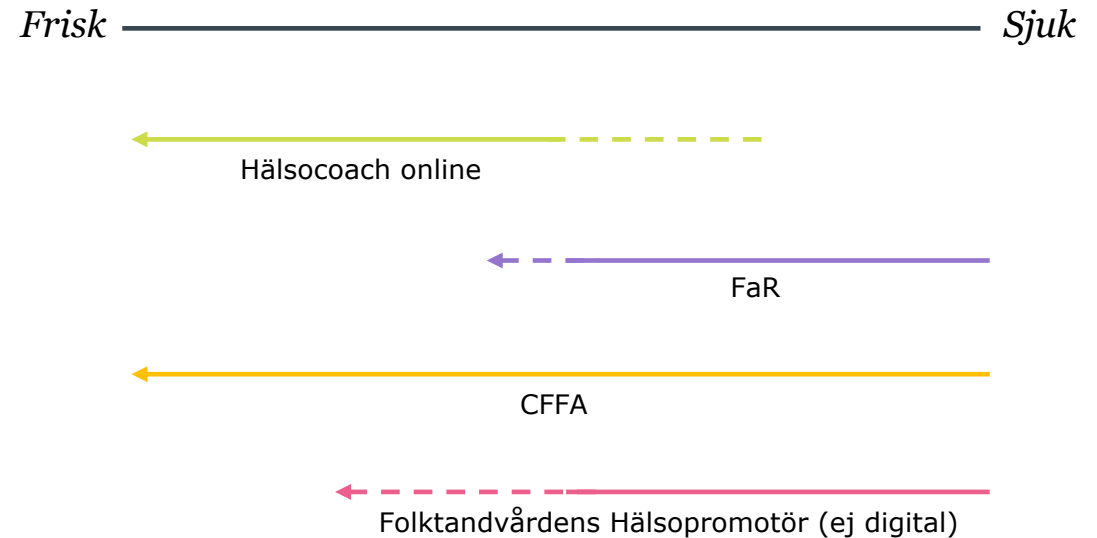 Frisk Sjuk
Hälsocoach online
FaR
CFFA
Folktandvårdens Hälsopromotör (ej digital)